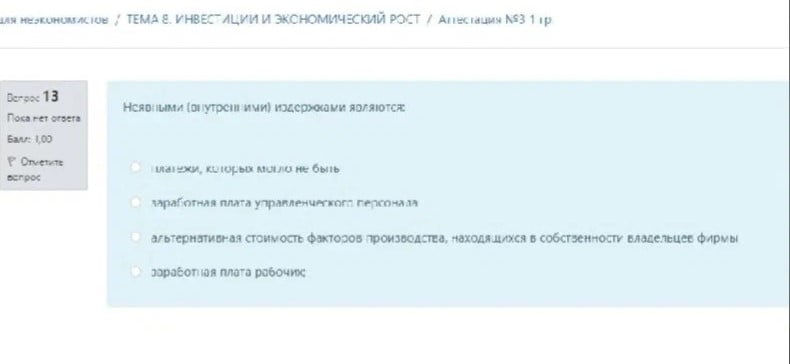 для неэкономистов / ТЕМА 8. ИНВЕСТИЦИИ И ЭКОНОМИЧЕСКИЙ РОСТ / Аттестация №3 1 гр
Вопрос 13
Пока нет ответа
Балл: 1,00
Отметить
вопрос
Неявными (внутренними) издержками являются:
платежи, которых могло не быть
заработная плата управленческого персонала
альтернативная стоимость факторов производства, находящихся в собственности владельцев фирмы
заработная плата рабочих